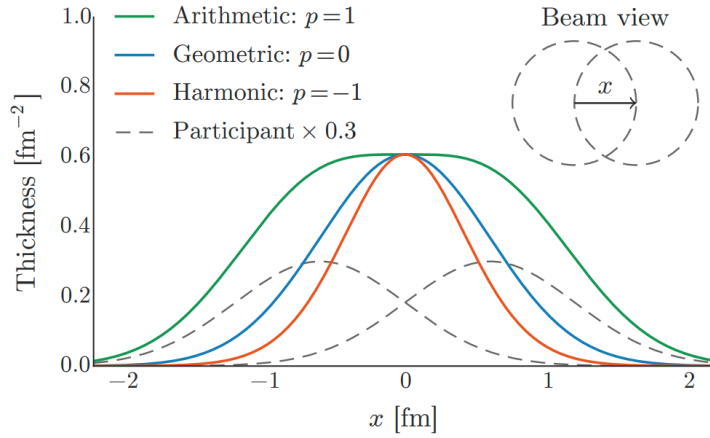 Arithmetic: p=1
Geometric: p=0
Harmonic: p=−1
Participant × 0.3
Beam view
x
Thickness [fm⁻²]
1.0
0.8
0.6
0.4
0.2
0.0
−2
−1
0
1
2
x [fm]